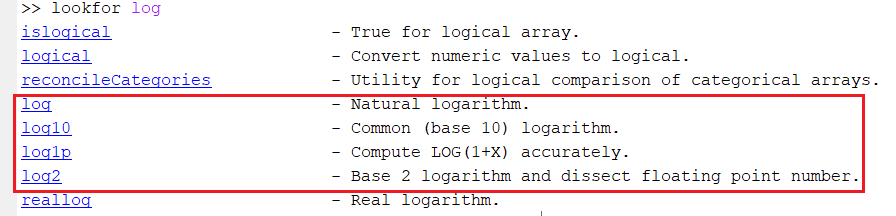 >> lookfor log
islogical - True for logical array.
logical - Convert numeric values to logical.
reconcileCategories - Utility for logical comparison of categorical arrays.
log - Natural logarithm.
log10 - Common (base 10) logarithm.
log1p - Compute LOG(1+X) accurately.
log2 - Base 2 logarithm and dissect floating point number.
reallog - Real logarithm.